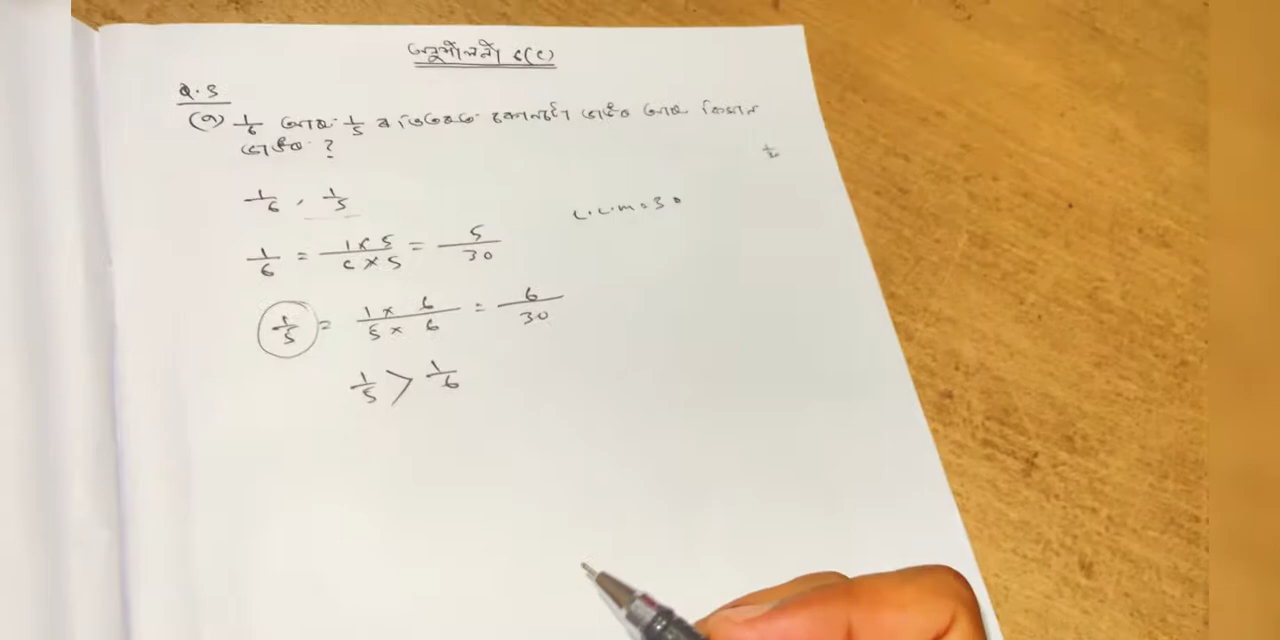 অনুশীলনী ৫(C)
Q.S
(a) 1/6 আৰু 1/5 ৰ ভিতৰত কোনটো ডাঙৰ আৰু কিমান
ডাঙৰ ?
1/6 , 1/5
L.C.M = 30
1/6 = 1×5 / 6×5 = 5/30
1/5 = 1×6 / 5×6 = 6/30
1/5 > 1/6